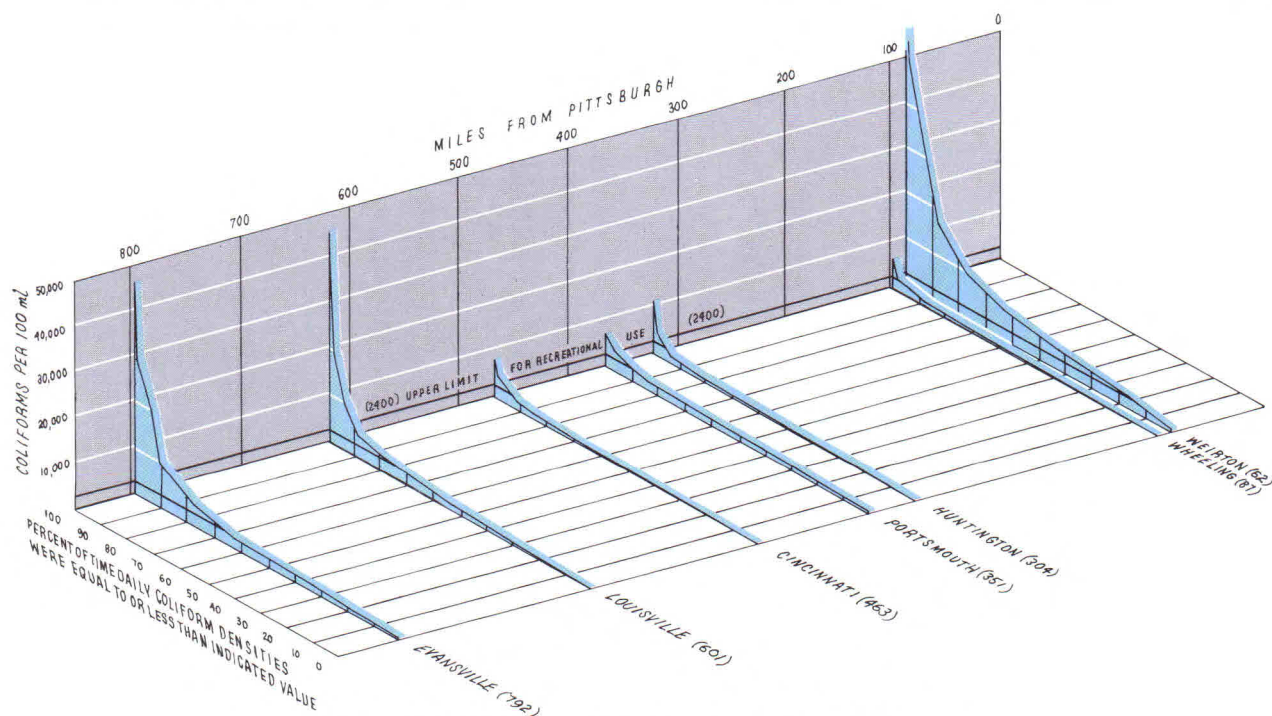 MILES FROM PITTSBURGH
0
100
200
300
400
500
600
700
800
COLIFORMS PER 100 ml
50,000
40,000
30,000
20,000
10,000
(2400) UPPER LIMIT FOR RECREATIONAL USE (2400)
100
90
80
70
60
50
40
30
20
10
0
PERCENT OF TIME DAILY COLIFORM DENSITIES
WERE EQUAL TO OR LESS THAN INDICATED VALUE
EVANSVILLE (792)
LOUISVILLE (601)
CINCINNATI (463)
PORTSMOUTH (351)
HUNTINGTON (304)
WHEELING (87)
WEIRTON (62)